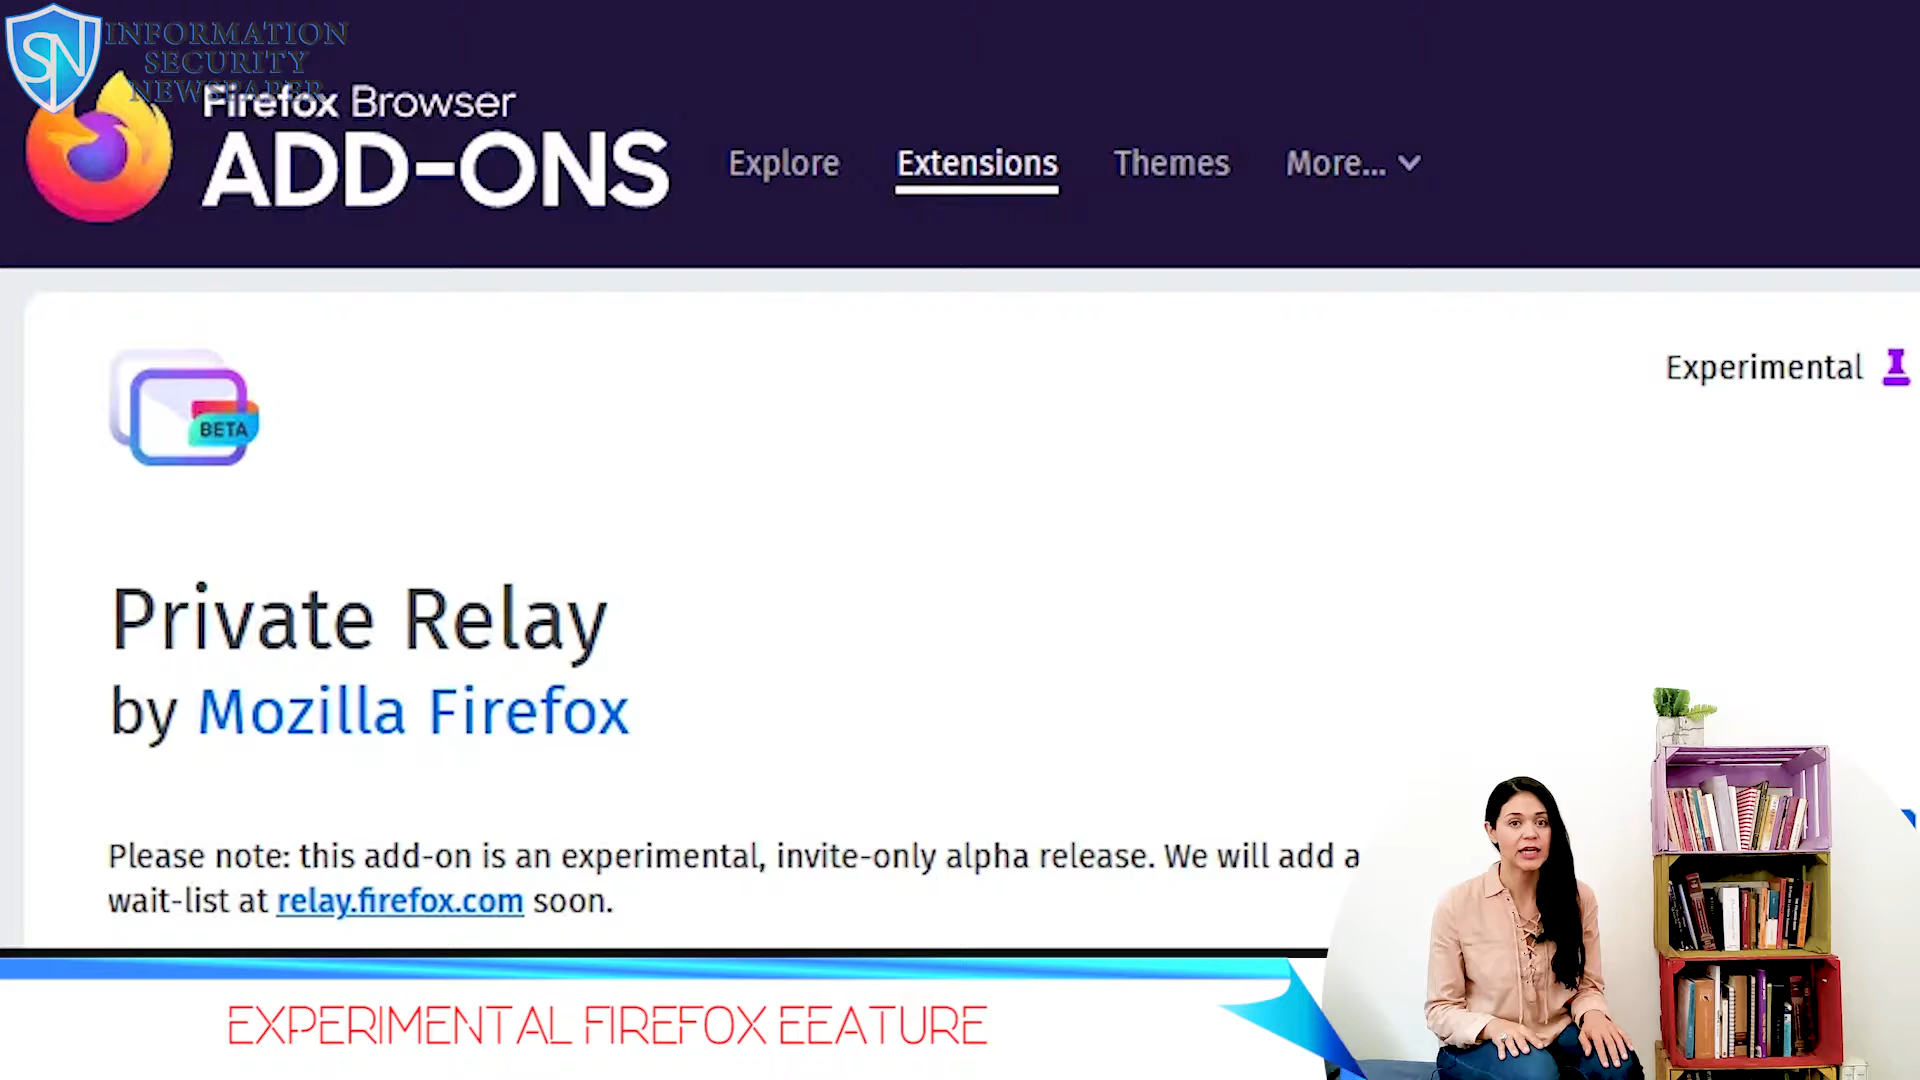 SN
INFORMATION
SECURITY
NEWSPAPER
Firefox Browser
ADD-ONS
Explore
Extensions
Themes
More...
Experimental
BETA
Private Relay
by Mozilla Firefox
Please note: this add-on is an experimental, invite-only alpha release. We will add a
wait-list at relay.firefox.com soon.
EXPERIMENTAL FIREFOX EEATURE